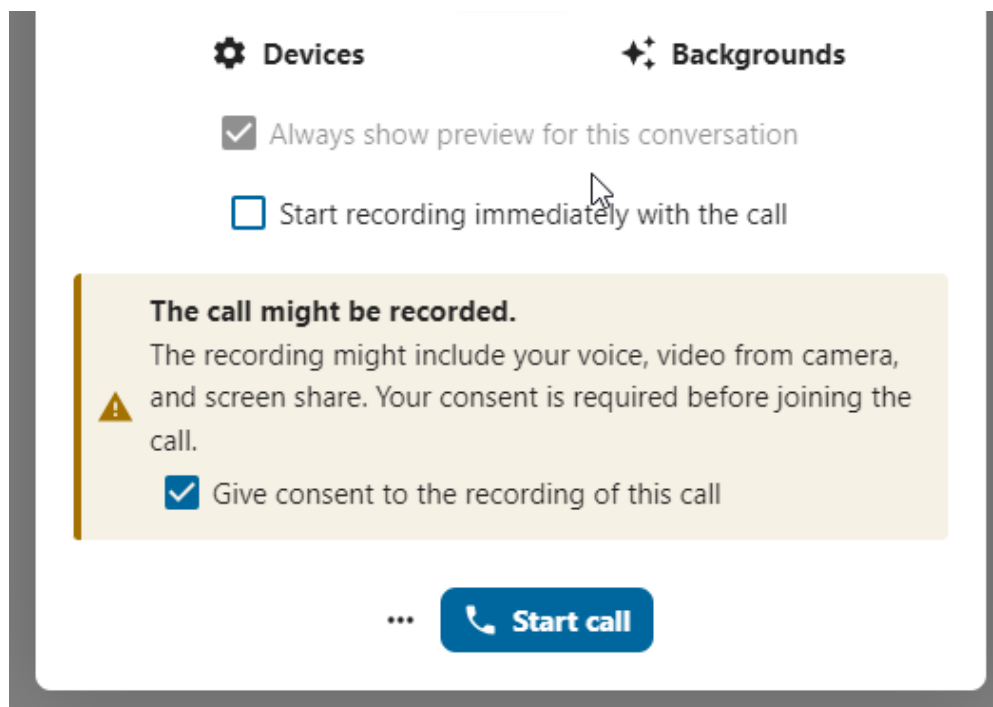 Devices
Backgrounds
Always show preview for this conversation
Start recording immediately with the call
The call might be recorded.
The recording might include your voice, video from camera,
and screen share. Your consent is required before joining the
call.
Give consent to the recording of this call
Start call